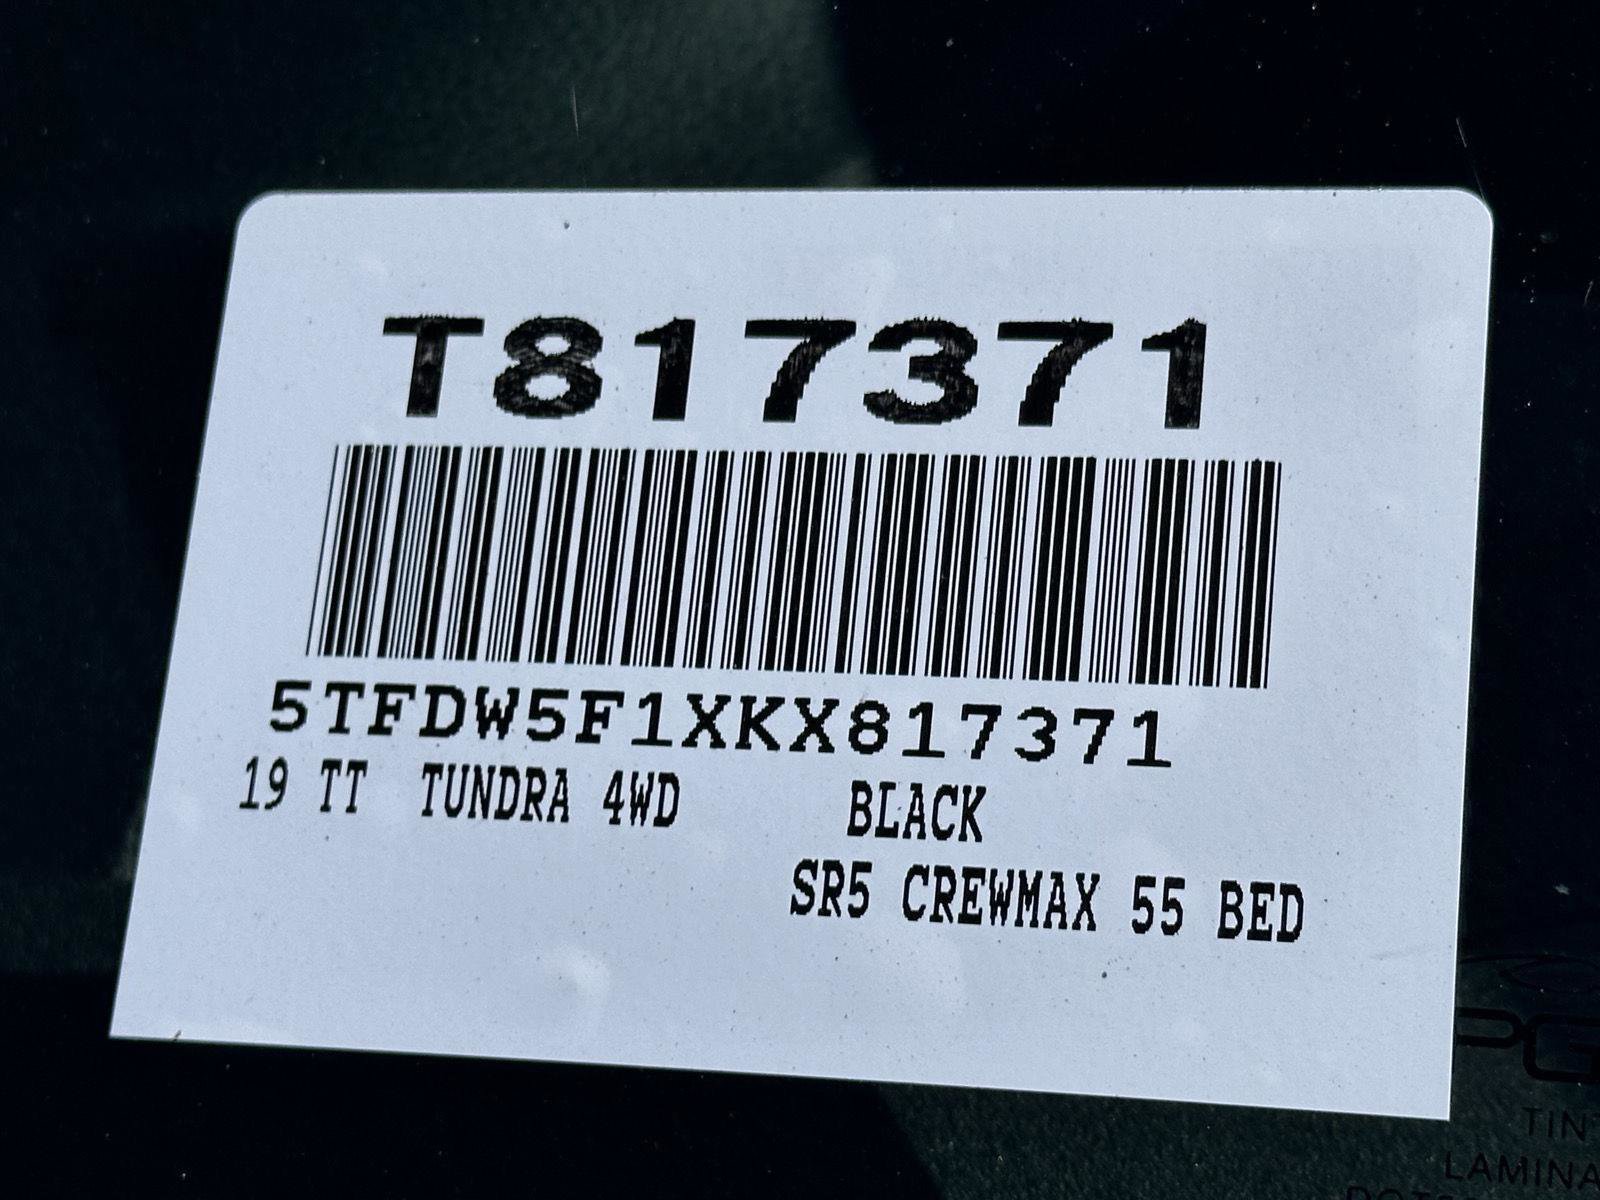 T817371
5TFDW5F1XKX817371
19 TT TUNDRA 4WD BLACK
SR5 CREWMAX 55 BED